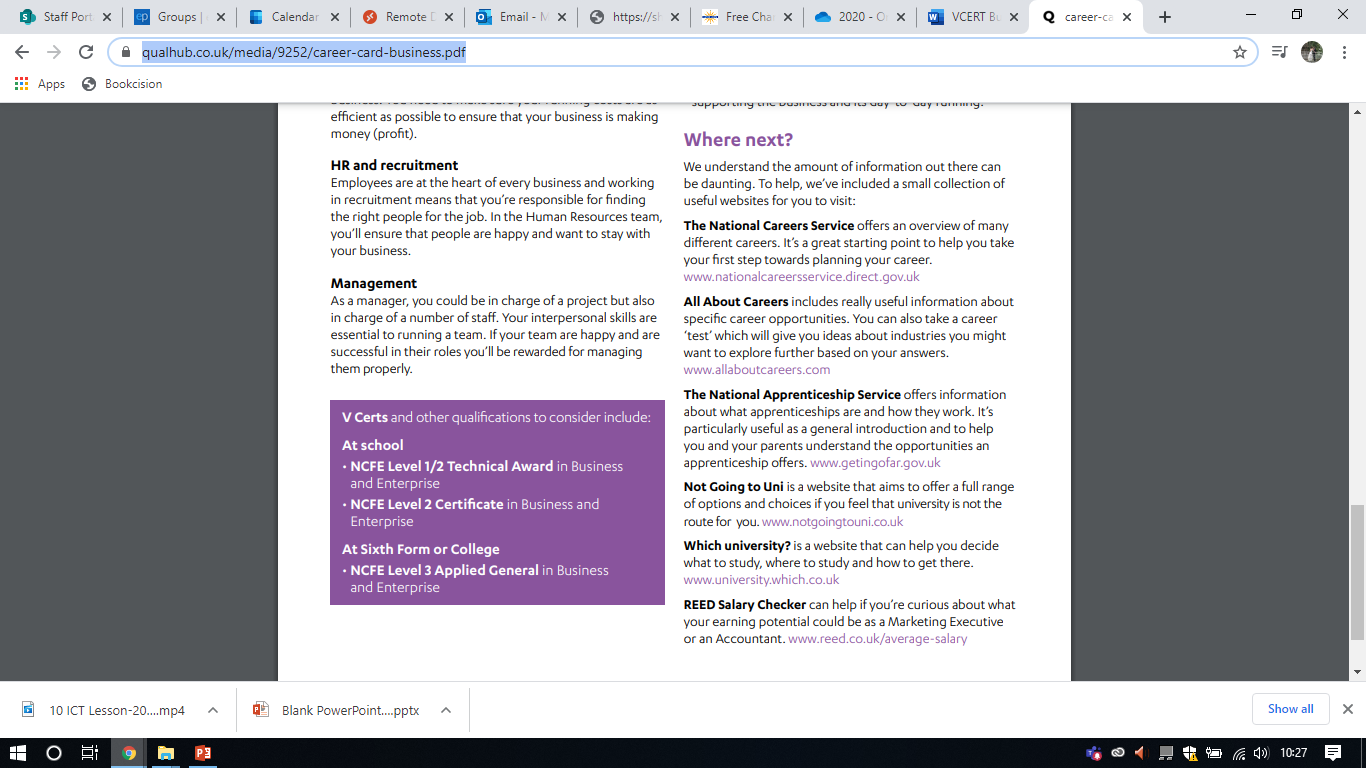 Staff Port
Groups |
Calendar
Remote D
Email - M
https://sh
Free Cha
2020 - O
VCERT Bu
career-ca
qualhub.co.uk/media/9252/career-card-business.pdf
Apps
Bookcision
efficient as possible to ensure that your business is making
money (profit).
HR and recruitment
Employees are at the heart of every business and working
in recruitment means that you're responsible for finding
the right people for the job. In the Human Resources team,
you'll ensure that people are happy and want to stay with
your business.
Management
As a manager, you could be in charge of a project but also
in charge of a number of staff. Your interpersonal skills are
essential to running a team. If your team are happy and are
successful in their roles you'll be rewarded for managing
them properly.
V Certs and other qualifications to consider include:
At school
• NCFE Level 1/2 Technical Award in Business
and Enterprise
• NCFE Level 2 Certificate in Business and
Enterprise
At Sixth Form or College
• NCFE Level 3 Applied General in Business
and Enterprise
supporting the business and its day-to-day running.
Where next?
We understand the amount of information out there can
be daunting. To help, we've included a small collection of
useful websites for you to visit:
The National Careers Service offers an overview of many
different careers. It's a great starting point to help you take
your first step towards planning your career.
www.nationalcareersservice.direct.gov.uk
All About Careers includes really useful information about
specific career opportunities. You can also take a career
‘test’ which will give you ideas about industries you might
want to explore further based on your answers.
www.allaboutcareers.com
The National Apprenticeship Service offers information
about what apprenticeships are and how they work. It's
particularly useful as a general introduction and to help
you and your parents understand the opportunities an
apprenticeship offers. www.getingofar.gov.uk
Not Going to Uni is a website that aims to offer a full range
of options and choices if you feel that university is not the
route for you. www.notgoingtouni.co.uk
Which university? is a website that can help you decide
what to study, where to study and how to get there.
www.university.which.co.uk
REED Salary Checker can help if you're curious about what
your earning potential could be as a Marketing Executive
or an Accountant. www.reed.co.uk/average-salary
10 ICT Lesson-20....mp4
Blank PowerPoint....pptx
Show all
10:27